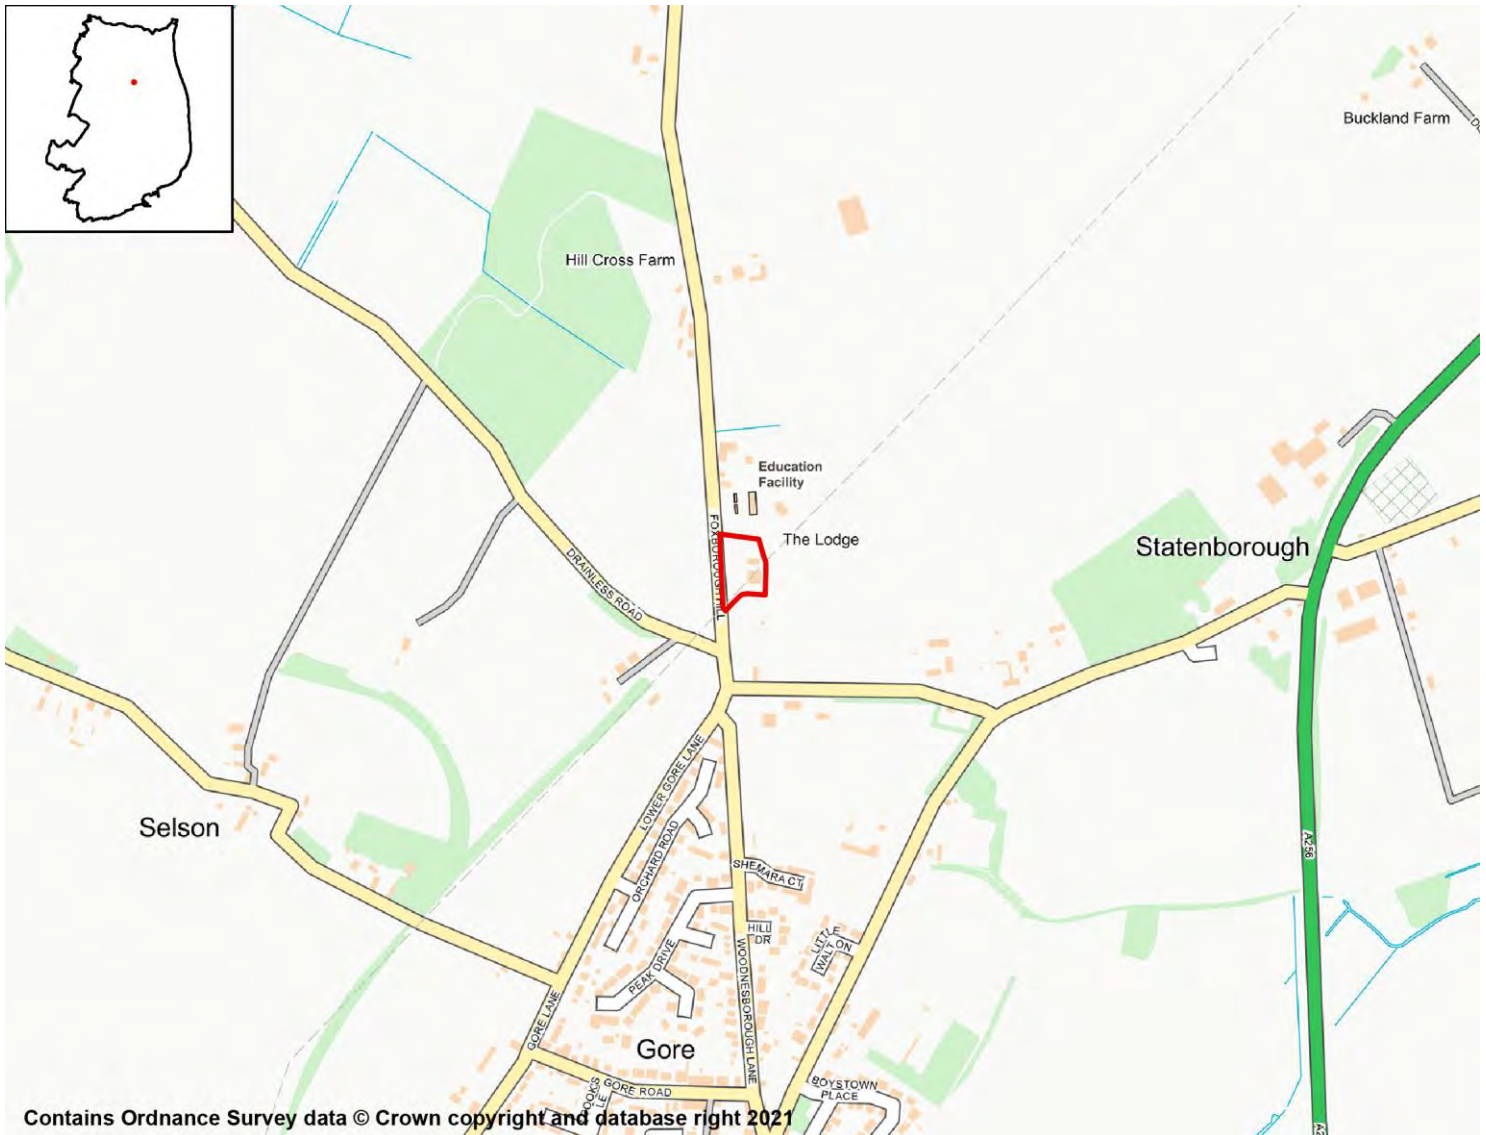 Buckland Farm
Hill Cross Farm
Education
Facility
FOXBOROUGH HILL
The Lodge
Statenborough
DRAINLESS ROAD
LOWER GORE LANE
ORCHARD ROAD
Selson
A256
SHEMARA CT
HILL
DR
LITTLE
WALTON
PEAK DRIVE
WOODNESBOROUGH LANE
GORE LANE
Gore
GORE ROAD
BOYSTOWN
PLACE
Contains Ordnance Survey data © Crown copyright and database right 2021